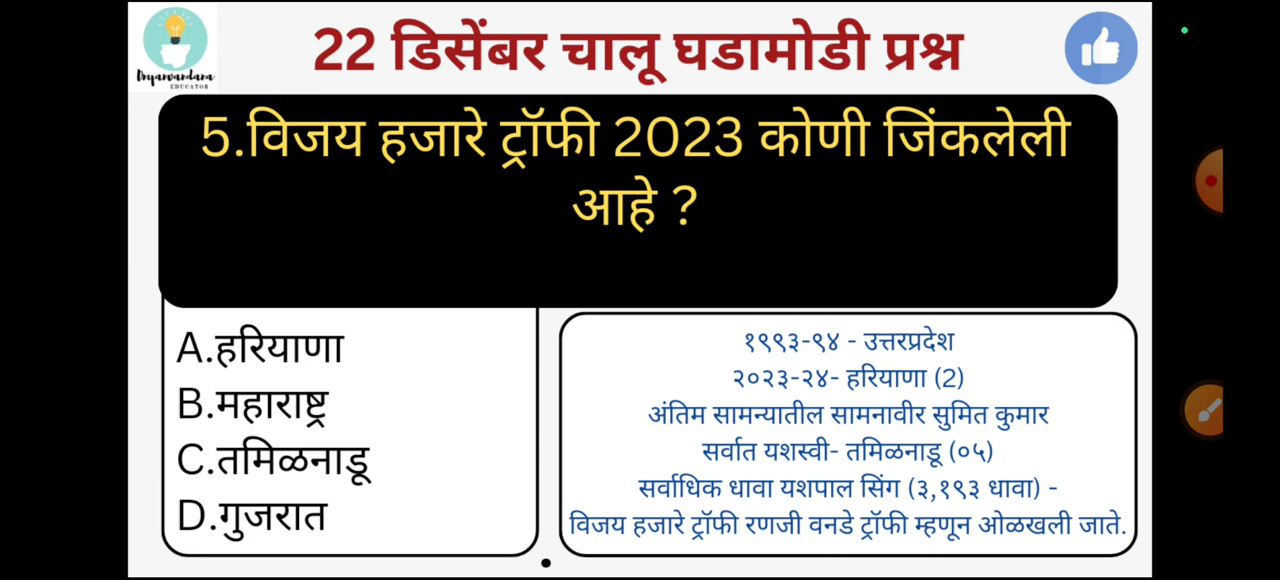 Dnyanvandana
EDUCATOR
22 डिसेंबर चालू घडामोडी प्रश्न
5.विजय हजारे ट्रॉफी 2023 कोणी जिंकलेली
आहे ?
A.हरियाणा
B.महाराष्ट्र
C.तमिळनाडू
D.गुजरात
१९९३-९४ - उत्तरप्रदेश
२०२३-२४- हरियाणा (2)
अंतिम सामन्यातील सामनावीर सुमित कुमार
सर्वात यशस्वी- तमिळनाडू (०५)
सर्वाधिक धावा यशपाल सिंग (३,१९३ धावा) -
विजय हजारे ट्रॉफी रणजी वनडे ट्रॉफी म्हणून ओळखली जाते.